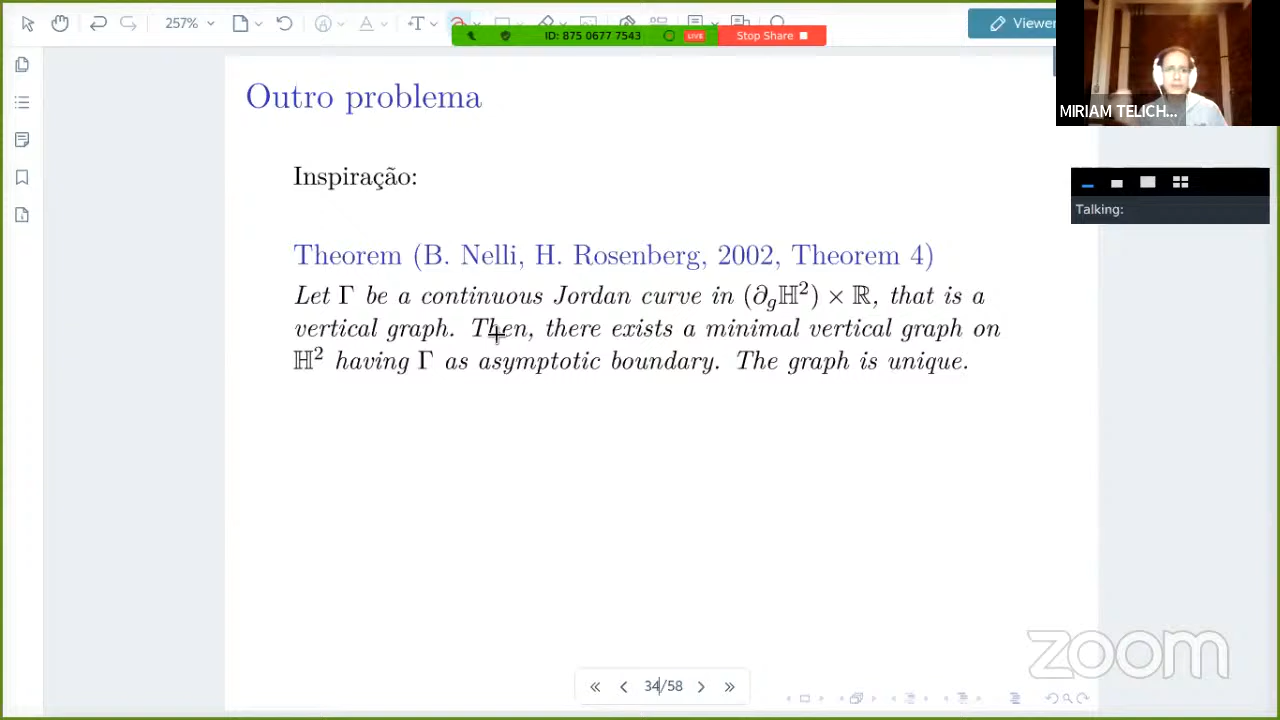 257%
ID: 875 0677 7543
LIVE
Stop Share
Viewer
MIRIAM TELICH...
Talking:
Outro problema
Inspiração:
Theorem (B. Nelli, H. Rosenberg, 2002, Theorem 4)
Let Γ be a continuous Jordan curve in (∂gℍ²) × ℝ, that is a
vertical graph. Then, there exists a minimal vertical graph on
ℍ² having Γ as asymptotic boundary. The graph is unique.
zoom
34/58